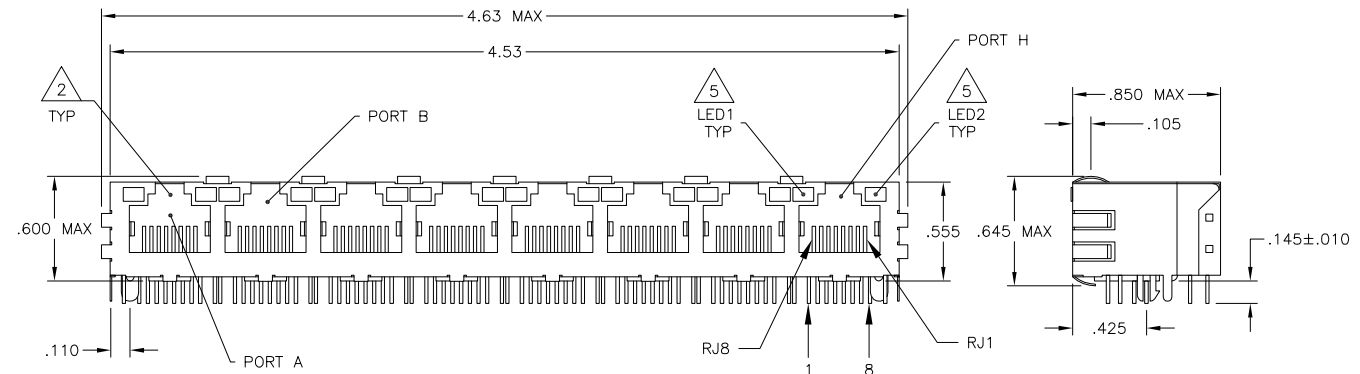 4.63 MAX
4.53
PORT H
2
TYP
PORT B
5
LED1
TYP
5
LED2
TYP
.850 MAX
.105
.600 MAX
.555
.645 MAX
.145±.010
.110
PORT A
RJ8
1
8
RJ1
.425